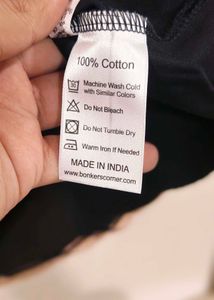 100% Cotton
Machine Wash Cold
with Similar Colors
Do Not Bleach
Do Not Tumble Dry
Warm Iron If Needed
MADE IN INDIA
www.bonkerscorner.com